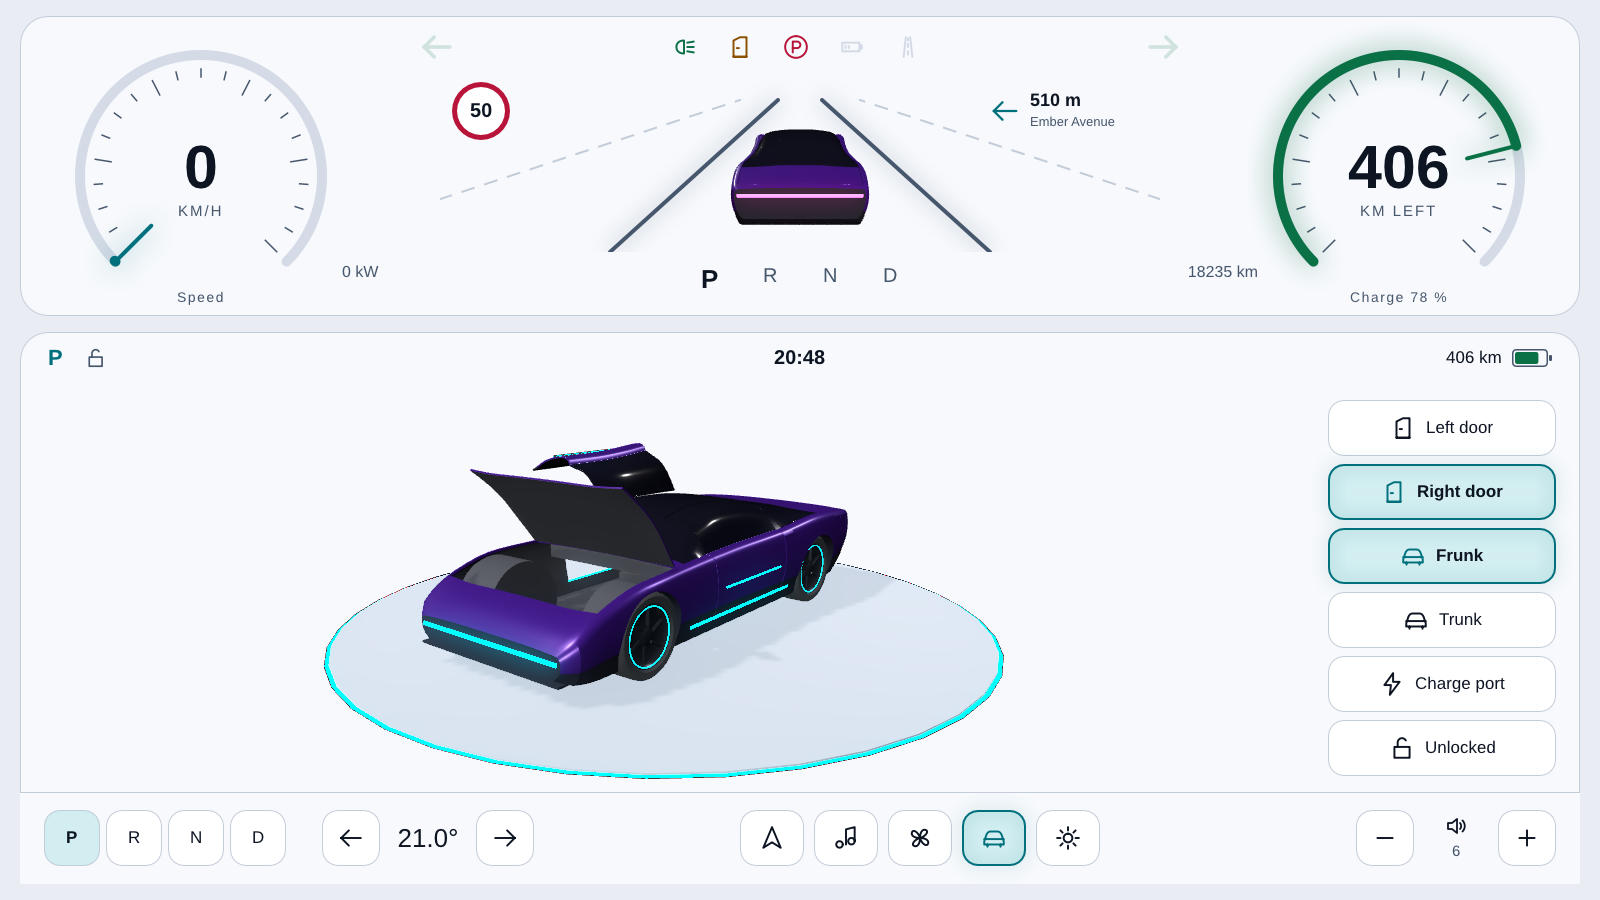 50
510 m
Ember Avenue
0
KM/H
406
KM LEFT
0 kW
P R N D
18235 km
Speed
Charge 78 %
P
20:48
406 km
Left door
Right door
Frunk
Trunk
Charge port
Unlocked
P R N D
21.0°
6